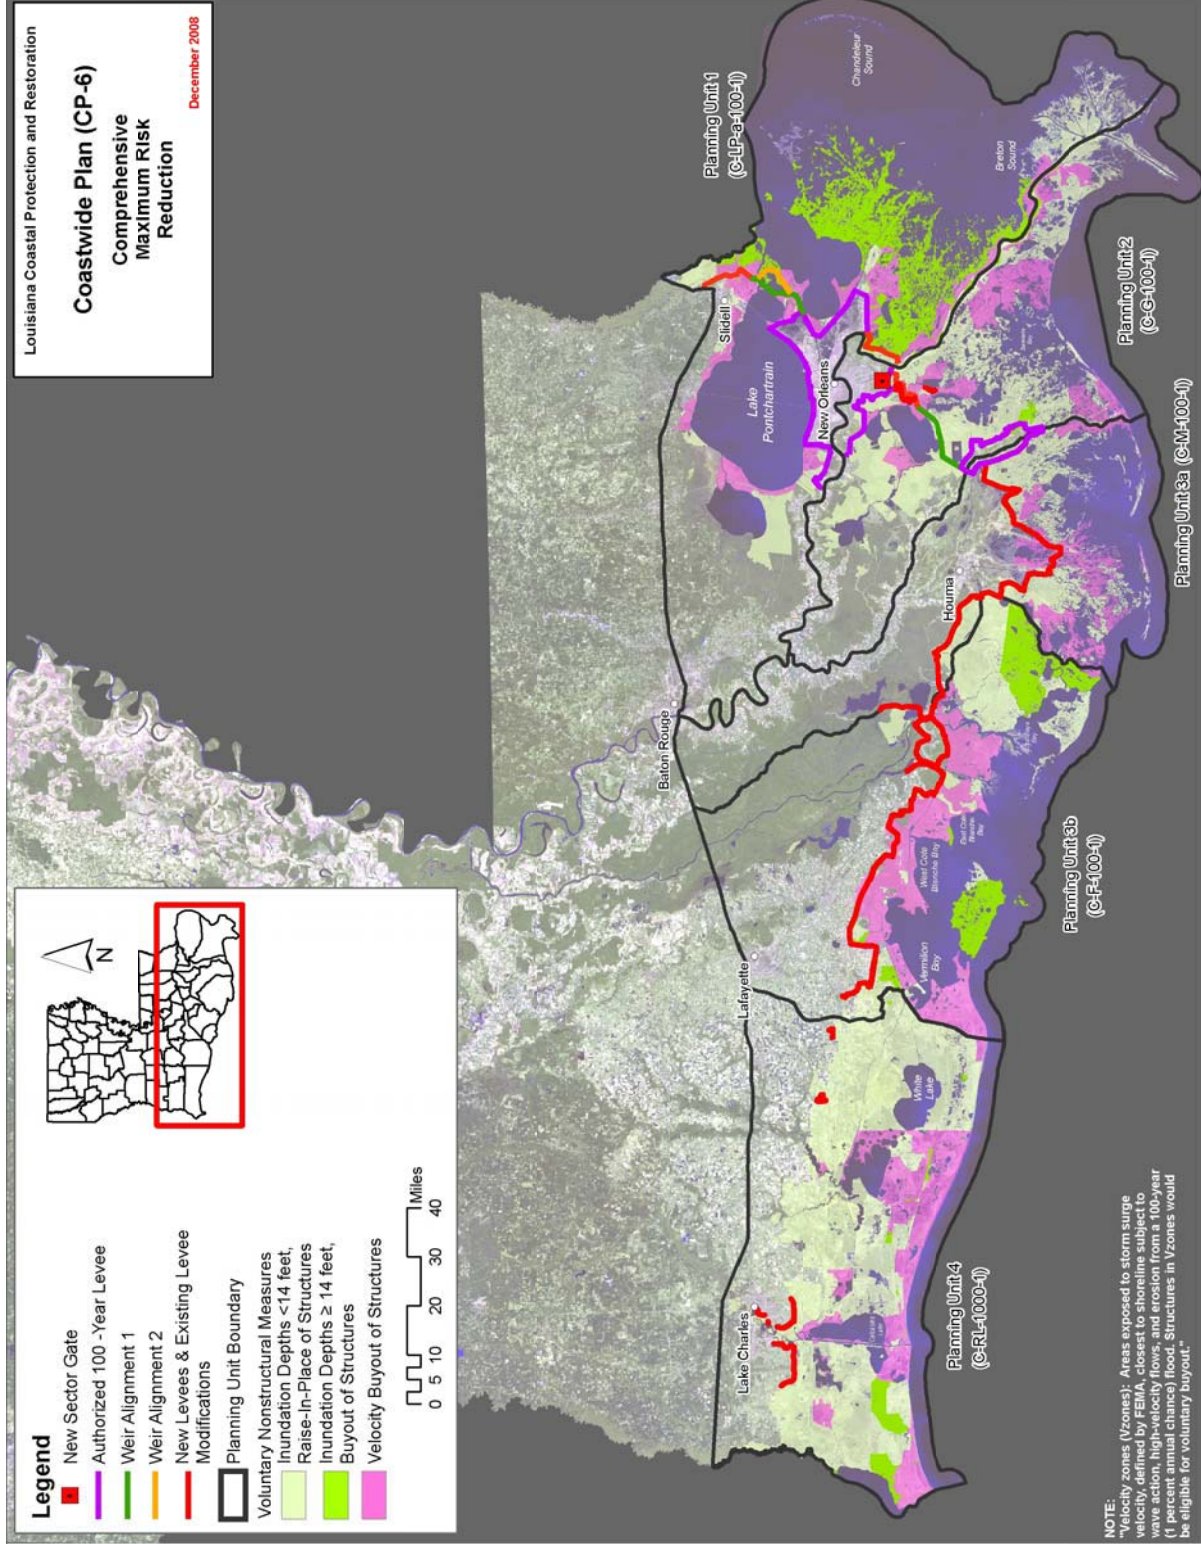 Louisiana Coastal Protection and Restoration
Coastwide Plan (CP-6)
Comprehensive
Maximum Risk
Reduction
December 2008
Legend
New Sector Gate
Authorized 100 -Year Levee
Weir Alignment 1
Weir Alignment 2
New Levees & Existing Levee
Modifications
Planning Unit Boundary
Voluntary Nonstructural Measures
Inundation Depths <14 feet,
Raise-In-Place of Structures
Inundation Depths ≥ 14 feet,
Buyout of Structures
Velocity Buyout of Structures
N
0 5 10 20 30 40
Miles
Baton Rouge
Lafayette
Lake Charles
Slidell
Lake
Pontchartrain
New Orleans
Houma
Chandeleur
Sound
Breton
Sound
West Cote
Blanche Bay
East Cote
Blanche
Bay
Vermilion
Bay
White
Lake
Planning Unit 1
(C-LP-a-100-1)
Planning Unit 2
(C-G-100-1)
Planning Unit 3a (C-M-100-1)
Planning Unit 3b
(C-F-100-1)
Planning Unit 4
(C-RL-1000-1)
NOTE:
"Velocity zones (Vzones): Areas exposed to storm surge
velocity, defined by FEMA, closest to shoreline subject to
wave action, high-velocity flows, and erosion from a 100-year
(1 percent annual chance) flood. Structures in Vzones would
be eligible for voluntary buyout."